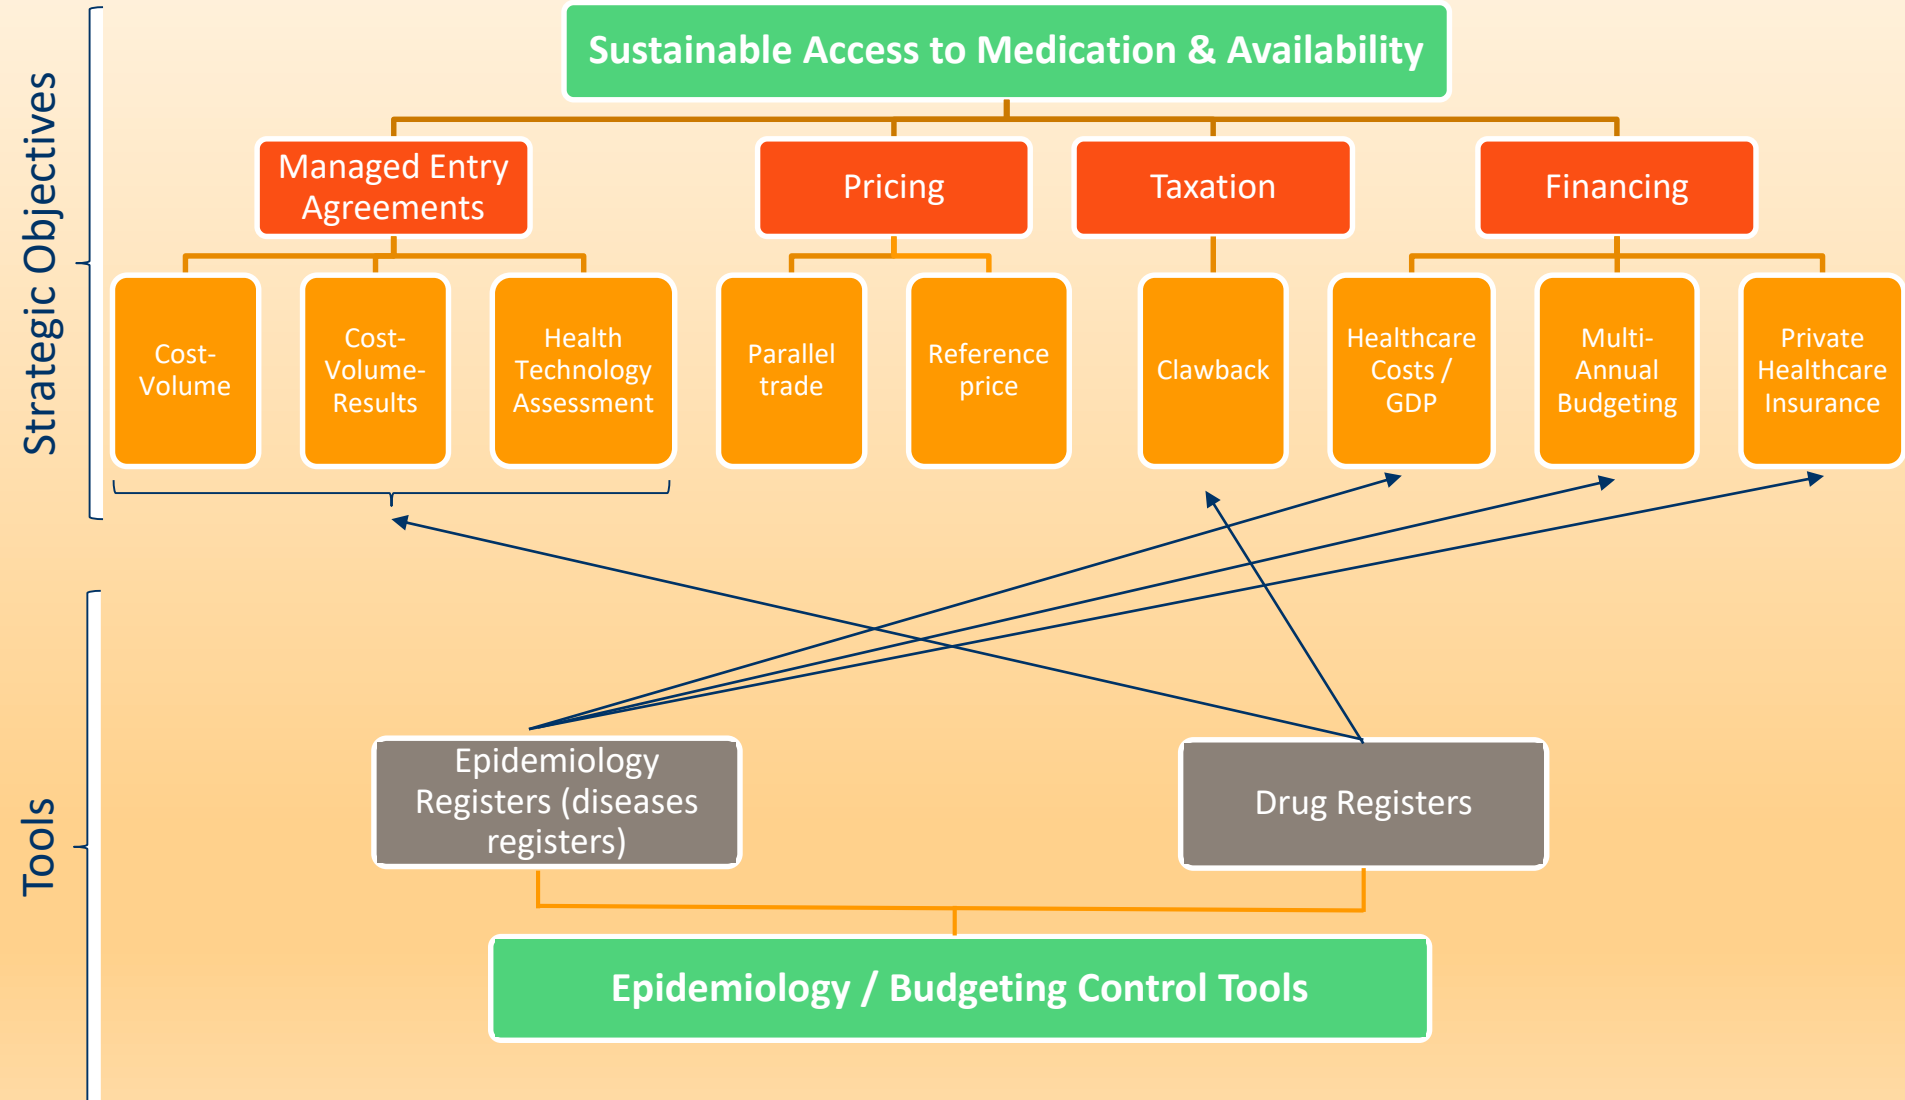 Strategic Objectives
Sustainable Access to Medication & Availability
Managed Entry
Agreements
Pricing
Taxation
Financing
Cost-
Volume
Cost-
Volume-
Results
Health
Technology
Assessment
Parallel
trade
Reference
price
Clawback
Healthcare
Costs /
GDP
Multi-
Annual
Budgeting
Private
Healthcare
Insurance
Tools
Epidemiology
Registers (diseases
registers)
Drug Registers
Epidemiology / Budgeting Control Tools